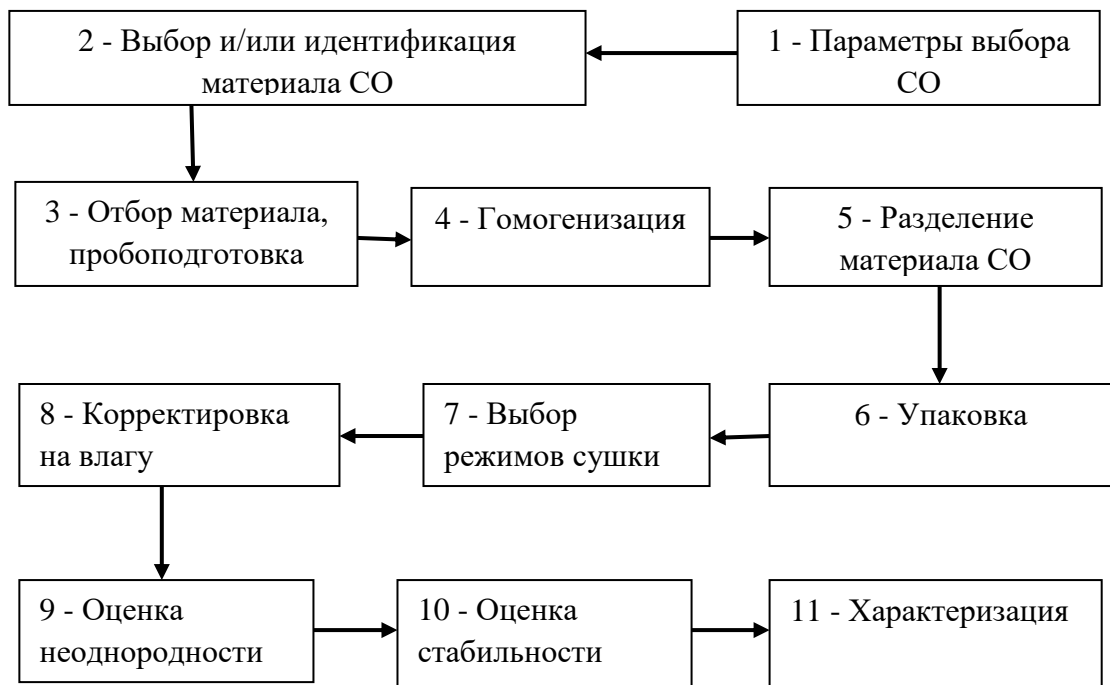 1 - Параметры выбора
СО
2 - Выбор и/или идентификация
материала СО
3 - Отбор материала,
пробоподготовка
4 - Гомогенизация
5 - Разделение
материала СО
6 - Упаковка
7 - Выбор
режимов сушки
8 - Корректировка
на влагу
9 - Оценка
неоднородности
10 - Оценка
стабильности
11 - Характеризация